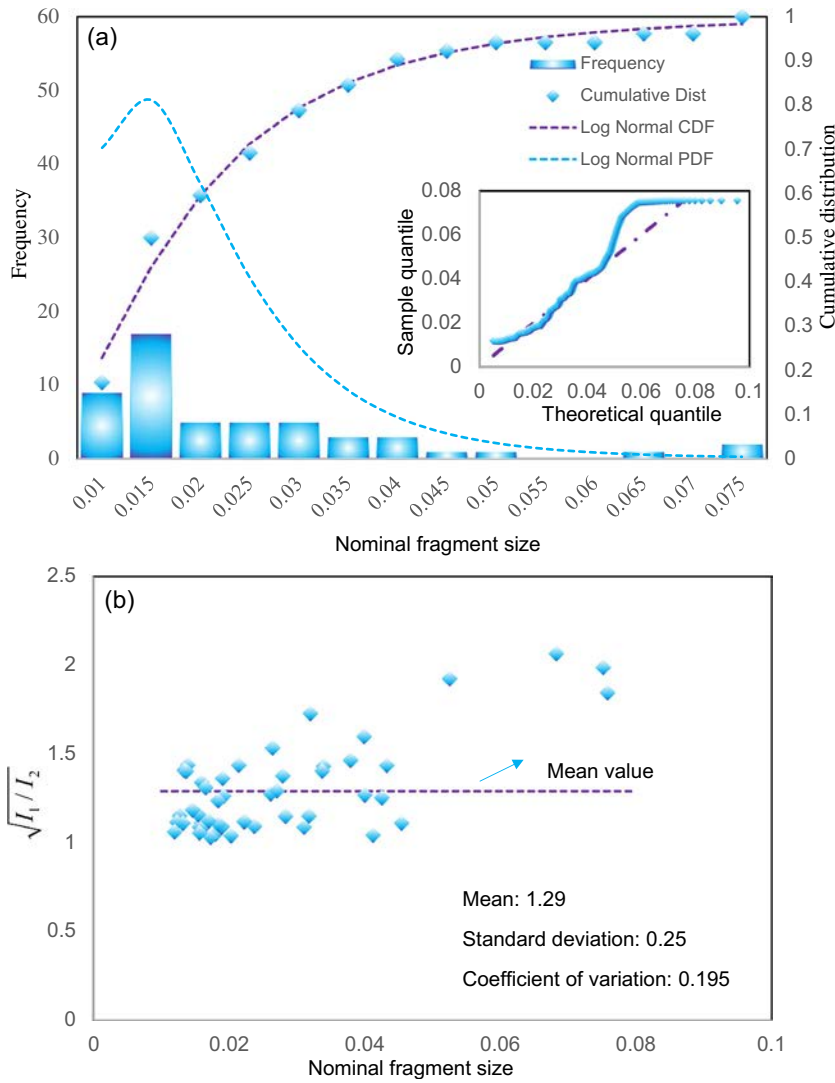 (a)
60
50
40
30
20
10
0
Frequency
1
0.9
0.8
0.7
0.6
0.5
0.4
0.3
0.2
0.1
0
Cumulative distribution
Frequency
Cumulative Dist
Log Normal CDF
Log Normal PDF
0.08
0.06
0.04
0.02
0
Sample quantile
0 0.02 0.04 0.06 0.08 0.1
Theoretical quantile
0.01 0.015 0.02 0.025 0.03 0.035 0.04 0.045 0.05 0.055 0.06 0.065 0.07 0.075
Nominal fragment size
(b)
2.5
2
1.5
1
0.5
0
√I₁ / I₂
Mean value
Mean: 1.29
Standard deviation: 0.25
Coefficient of variation: 0.195
0 0.02 0.04 0.06 0.08 0.1
Nominal fragment size